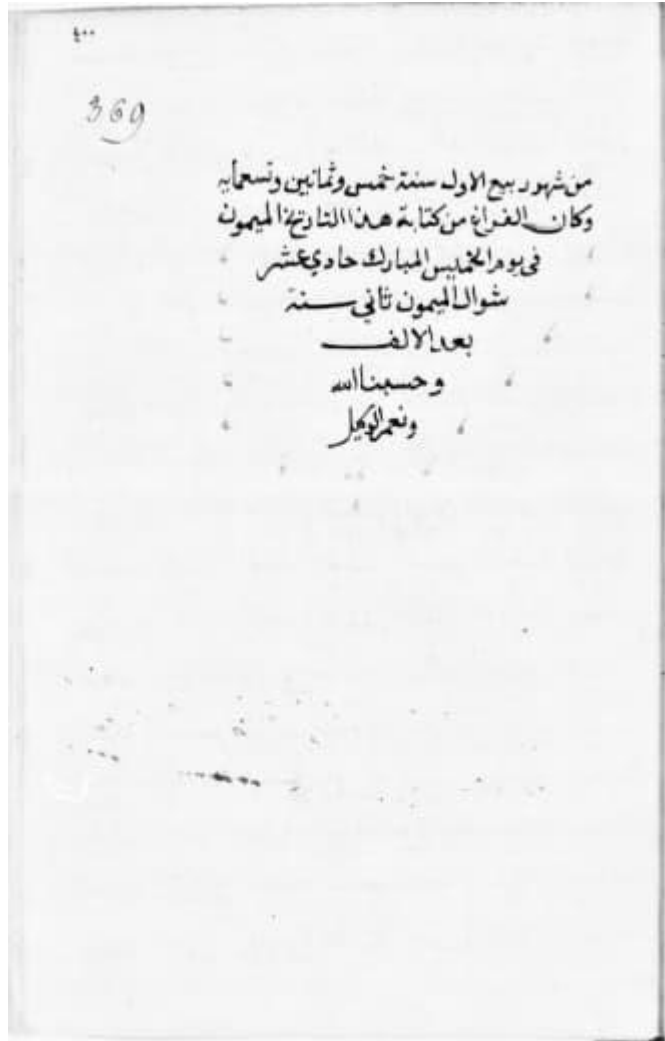 ٤٠٠
369
من شهور ربيع الاول سنة خمس وثمانين وتسعمايه
وكان الفراغ من كتابة هذا التاريخ الميمون
في يوم الخميس المبارك حادي عشر
شوال الميمون ثاني سنة
بعد الالف
وحسبنا الله
ونعم الوكيل